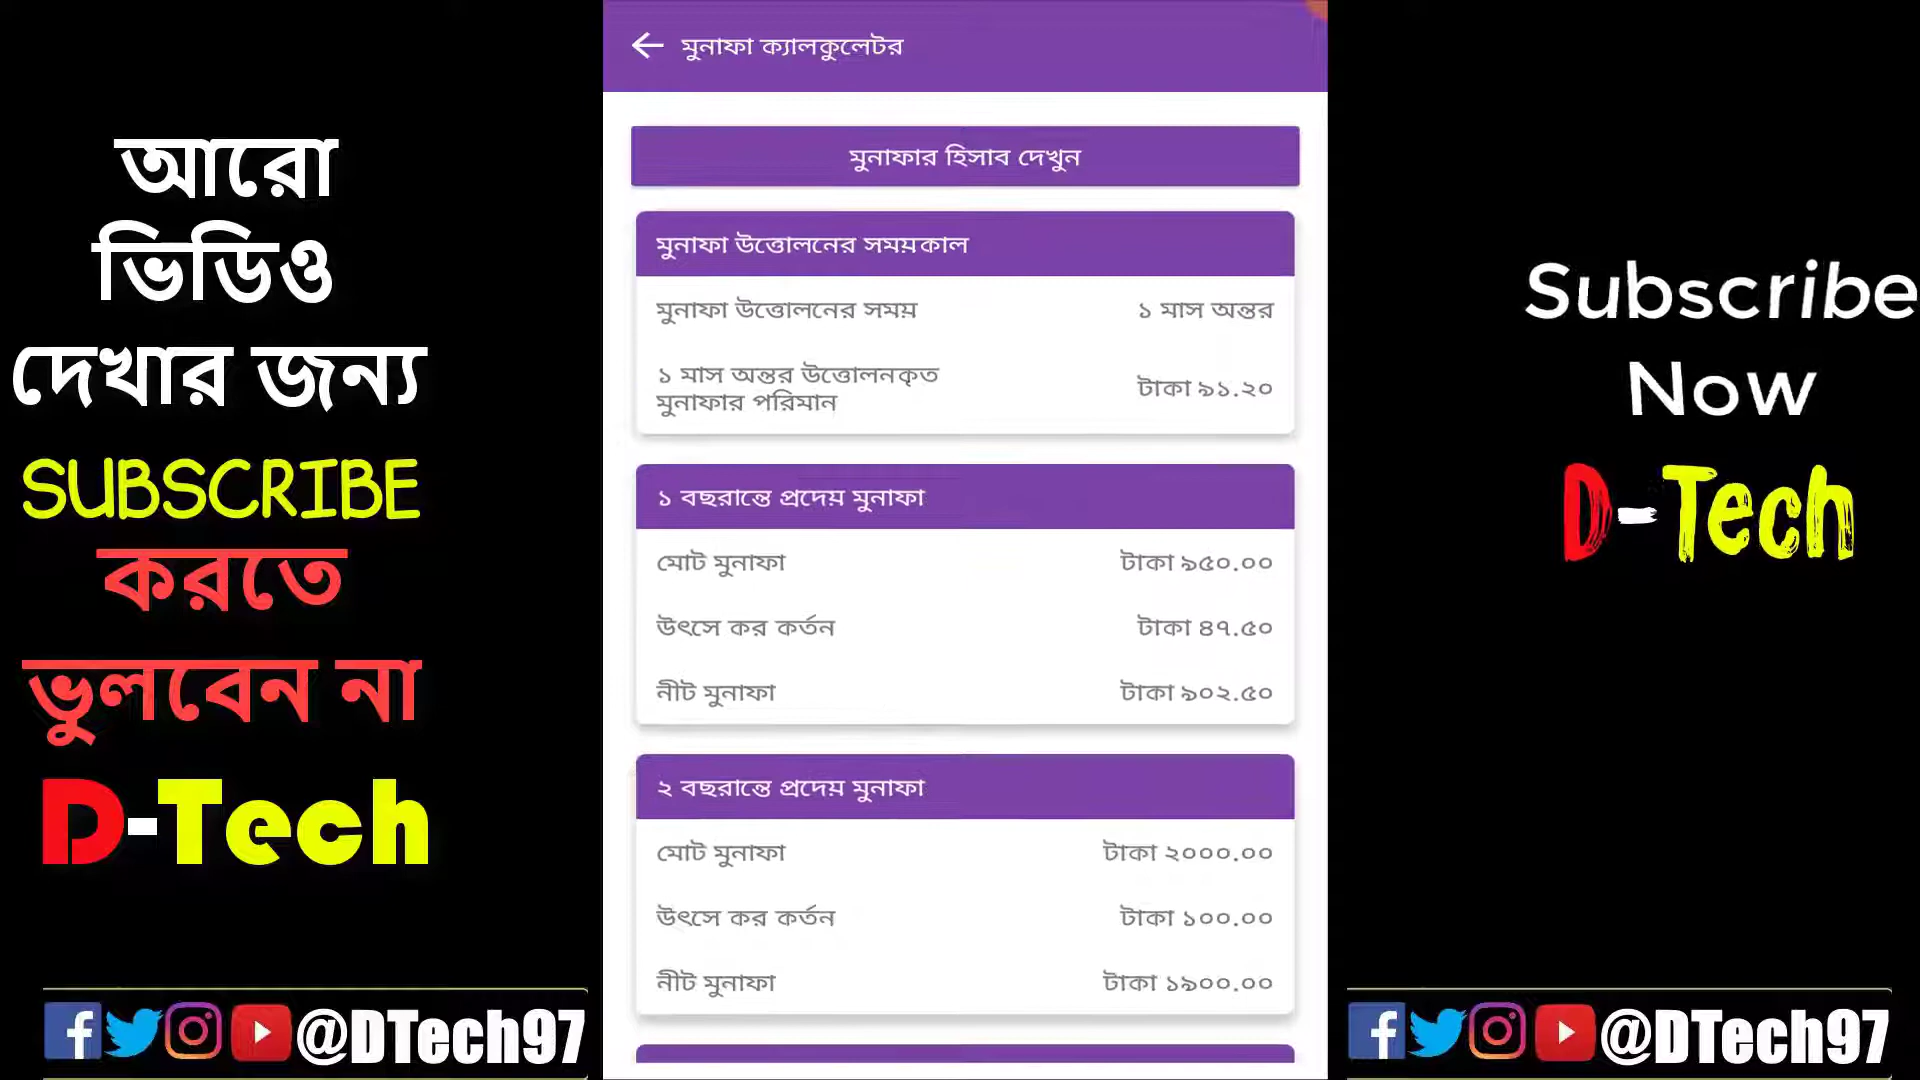 আরো
ভিডিও
দেখার জন্য
SUBSCRIBE
করতে
ভুলবেন না
D-Tech
@DTech97
মুনাফা ক্যালকুলেটর
মুনাফার হিসাব দেখুন
মুনাফা উত্তোলনের সময়কাল
মুনাফা উত্তোলনের সময় ১ মাস অন্তর
১ মাস অন্তর উত্তোলনকৃত
মুনাফার পরিমান টাকা ৯১.২০
১ বছরান্তে প্রদেয় মুনাফা
মোট মুনাফা টাকা ৯৫০.০০
উৎসে কর কর্তন টাকা ৪৭.৫০
নীট মুনাফা টাকা ৯০২.৫০
২ বছরান্তে প্রদেয় মুনাফা
মোট মুনাফা টাকা ২০০০.০০
উৎসে কর কর্তন টাকা ১০০.০০
নীট মুনাফা টাকা ১৯০০.০০
Subscribe
Now
D-Tech
@DTech97